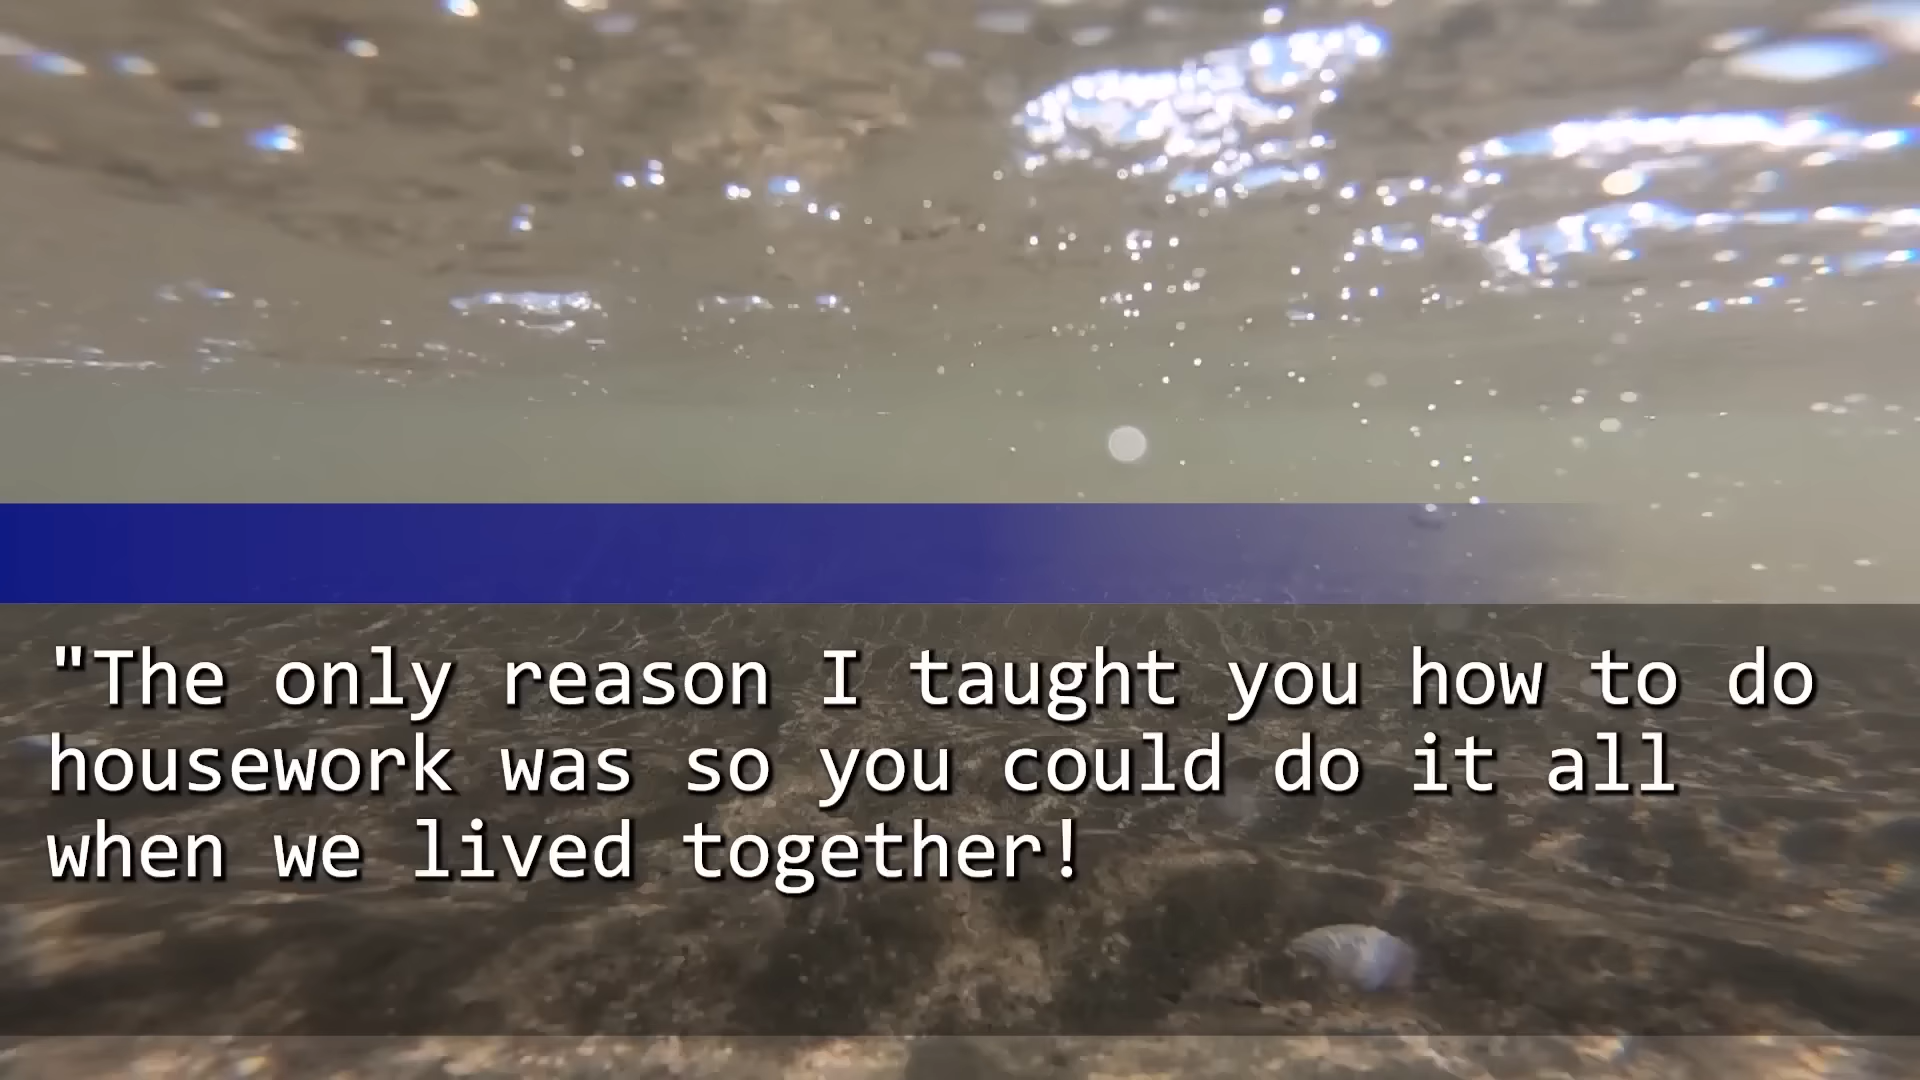 "The only reason I taught you how to do
housework was so you could do it all
when we lived together!